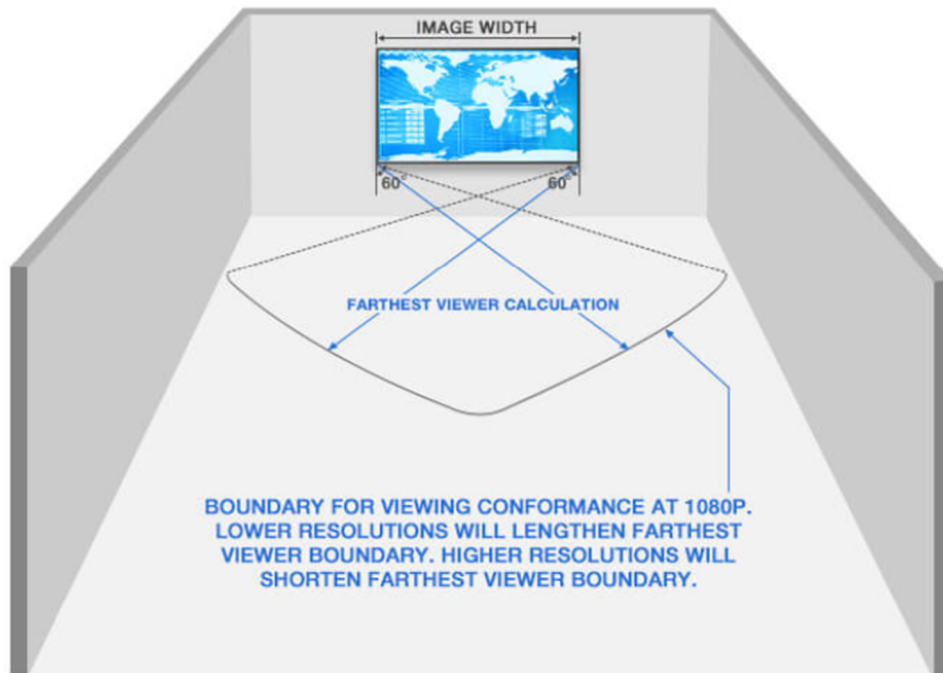 IMAGE WIDTH
60°
60°
FARTHEST VIEWER CALCULATION
BOUNDARY FOR VIEWING CONFORMANCE AT 1080P.
LOWER RESOLUTIONS WILL LENGTHEN FARTHEST
VIEWER BOUNDARY. HIGHER RESOLUTIONS WILL
SHORTEN FARTHEST VIEWER BOUNDARY.